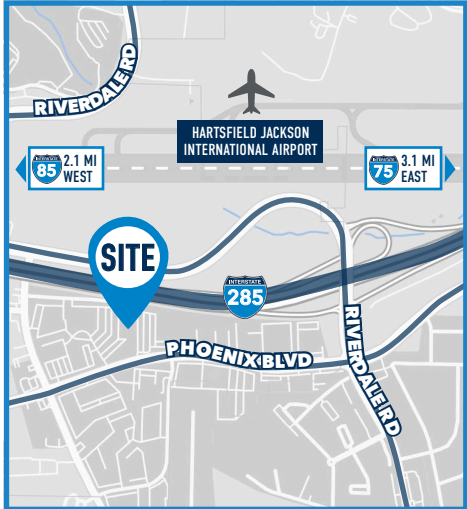 RIVERDALE RD
HARTSFIELD JACKSON
INTERNATIONAL AIRPORT
INTERSTATE
85
2.1 MI
WEST
INTERSTATE
75
3.1 MI
EAST
SITE
INTERSTATE
285
PHOENIX BLVD
RIVERDALE RD